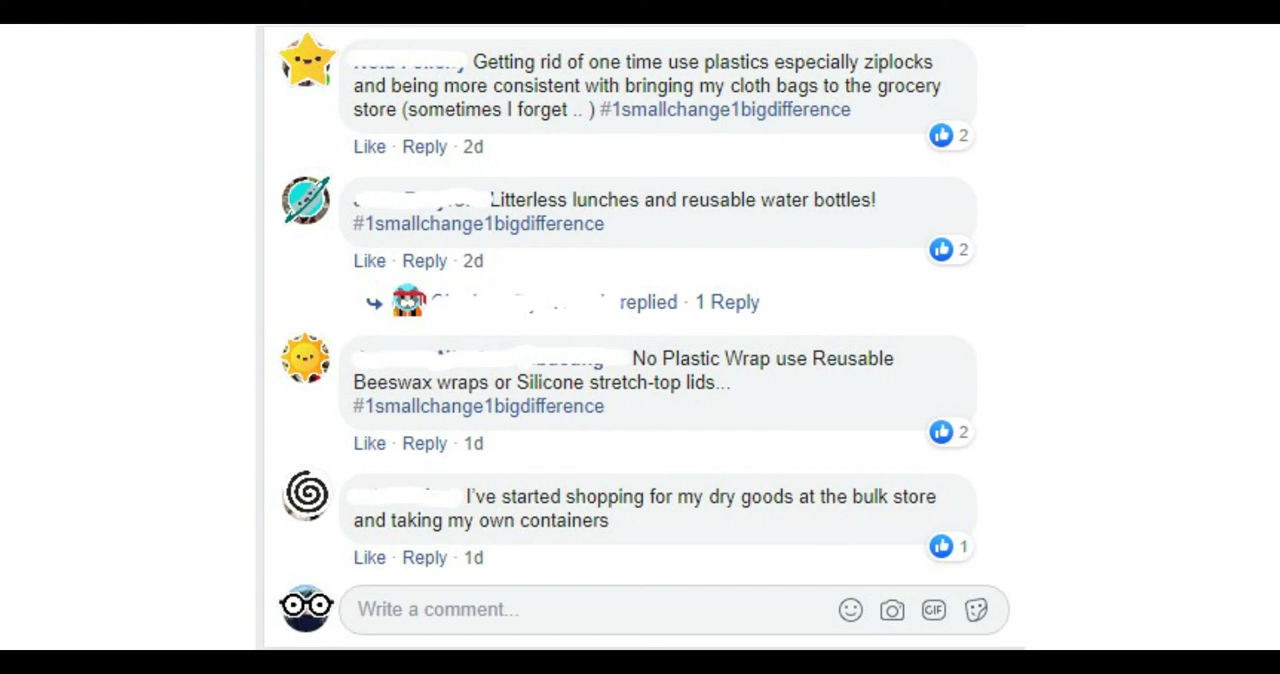 Getting rid of one time use plastics especially ziplocks
and being more consistent with bringing my cloth bags to the grocery
store (sometimes I forget .. ) #1smallchange1bigdifference
2
Like · Reply · 2d
Litterless lunches and reusable water bottles!
#1smallchange1bigdifference
2
Like · Reply · 2d
replied · 1 Reply
No Plastic Wrap use Reusable
Beeswax wraps or Silicone stretch-top lids...
#1smallchange1bigdifference
2
Like · Reply · 1d
I've started shopping for my dry goods at the bulk store
and taking my own containers
1
Like · Reply · 1d
Write a comment...
GIF